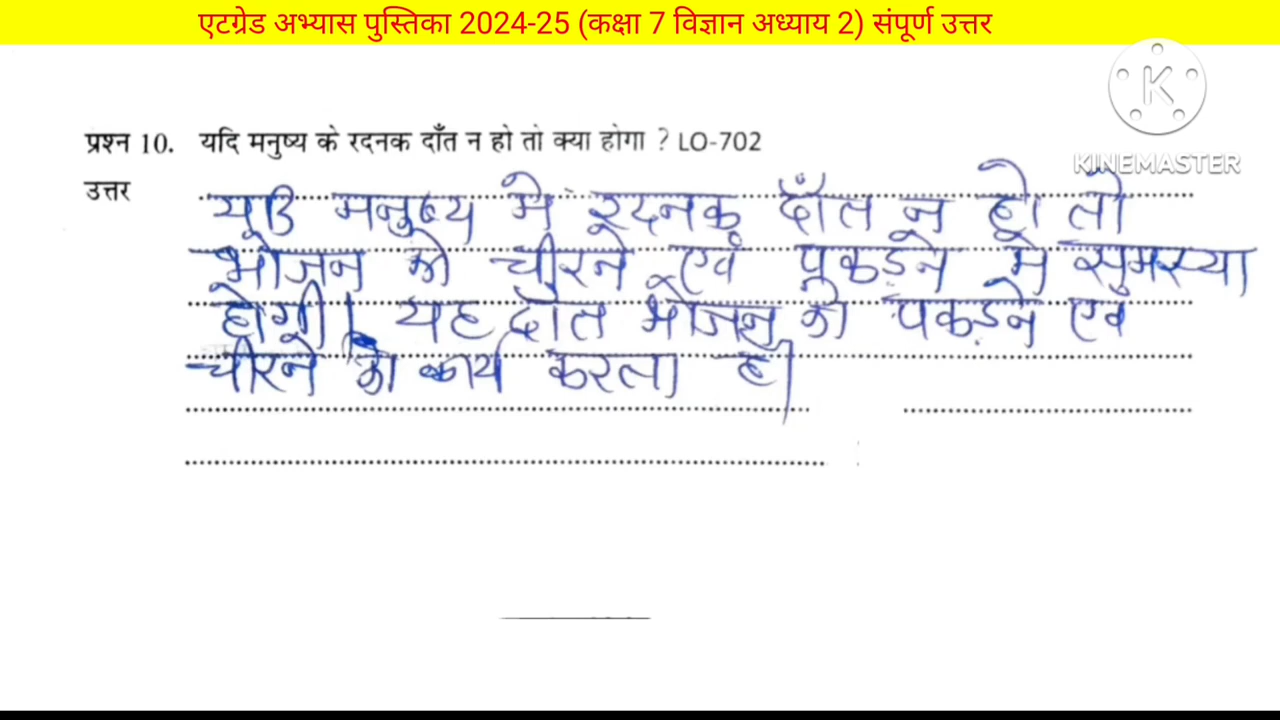 एटग्रेड अभ्यास पुस्तिका 2024-25 (कक्षा 7 विज्ञान अध्याय 2) संपूर्ण उत्तर
K
KINEMASTER
प्रश्न 10. यदि मनुष्य के रदनक दाँत न हो तो क्या होगा ? LO-702
उत्तर
मनुष्य मे रदनक दाँत न हो तो
भोजन को चीरने एवं पकड़ने मे समस्या
होगी। यह दाँत भोजन को पकड़ने एव
चीरने का कार्य करता है।